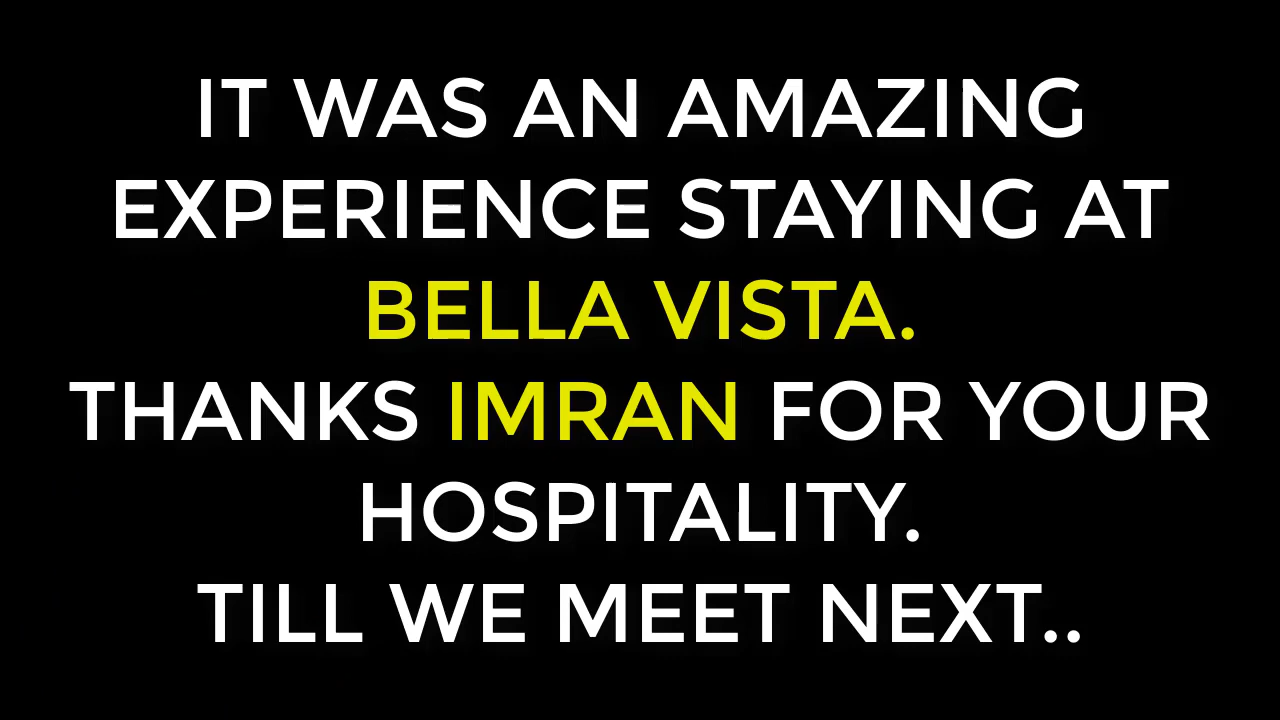 IT WAS AN AMAZING
EXPERIENCE STAYING AT
BELLA VISTA.
THANKS IMRAN FOR YOUR
HOSPITALITY.
TILL WE MEET NEXT..